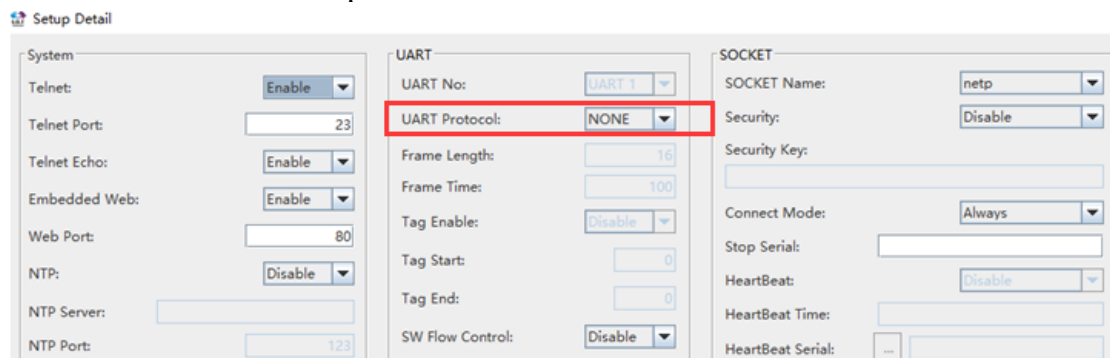 Setup Detail
System
Telnet: Enable
Telnet Port: 23
Telnet Echo: Enable
Embedded Web: Enable
Web Port: 80
NTP: Disable
NTP Server:
NTP Port: 123
UART
UART No: UART 1
UART Protocol: NONE
Frame Length: 16
Frame Time: 100
Tag Enable: Disable
Tag Start: 0
Tag End: 0
SW Flow Control: Disable
SOCKET
SOCKET Name: netp
Security: Disable
Security Key:
Connect Mode: Always
Stop Serial:
HeartBeat: Disable
HeartBeat Time:
HeartBeat Serial: ...